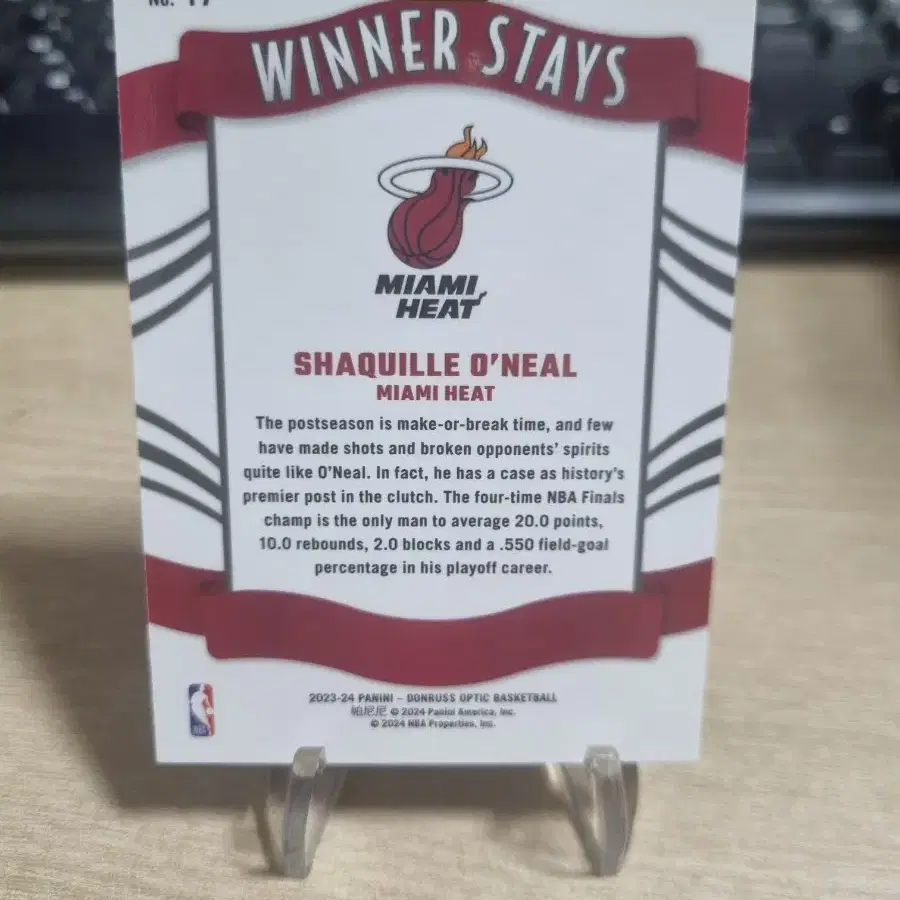 No.
WINNER STAYS
MIAMI
HEAT
SHAQUILLE O'NEAL
MIAMI HEAT
The postseason is make-or-break time, and few
have made shots and broken opponents' spirits
quite like O'Neal. In fact, he has a case as history's
premier post in the clutch. The four-time NBA Finals
champ is the only man to average 20.0 points,
10.0 rebounds, 2.0 blocks and a .550 field-goal
percentage in his playoff career.
2023-24 PANINI – DONRUSS OPTIC BASKETBALL
帕尼尼 © 2024 Panini America, Inc.
© 2024 NBA Properties, Inc.
NBA